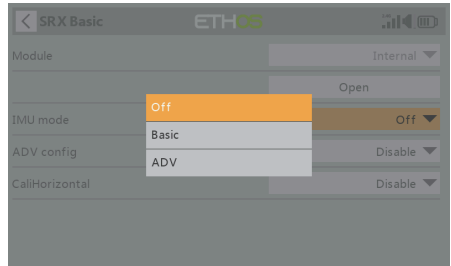 SRX Basic ETHOS
Module Internal
Open
Off
IMU mode Off
Basic
ADV config Disable
ADV
CaliHorizontal Disable